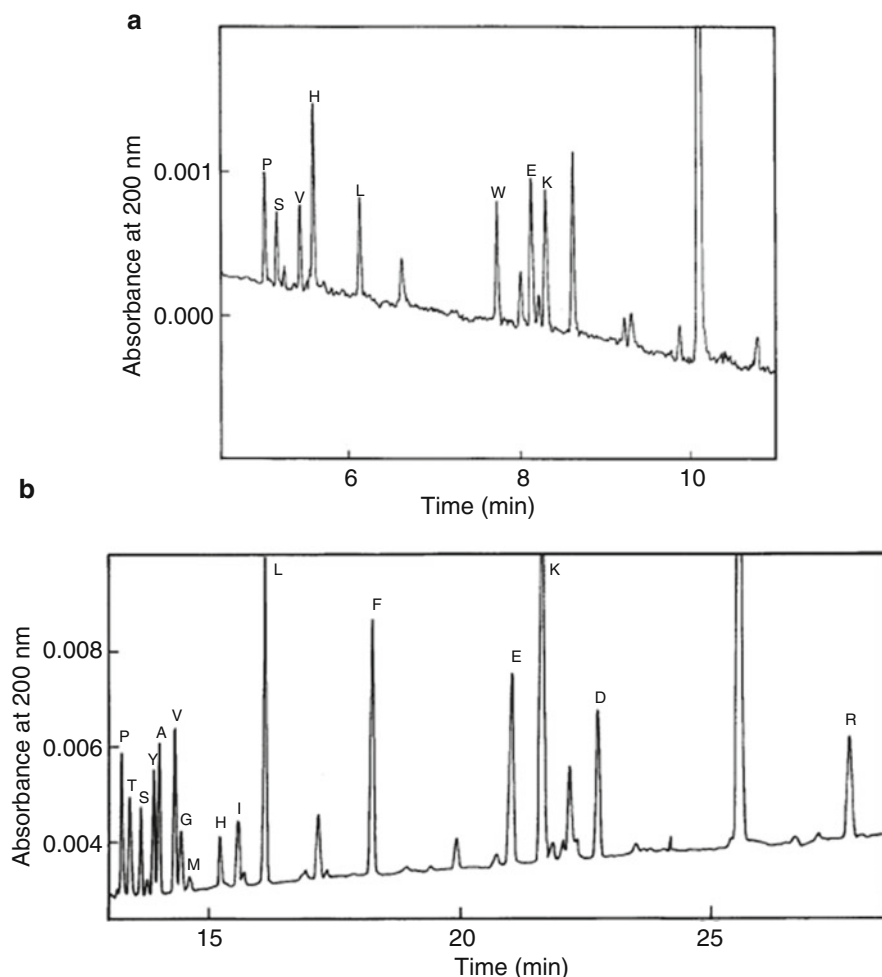 a
Absorbance at 200 nm
0.001
0.000
P
S
V
H
L
W
E
K
6
8
10
Time (min)
b
Absorbance at 200 nm
0.008
0.006
0.004
P
T
S
Y
A
V
G
M
H
I
L
F
E
K
D
R
15
20
25
Time (min)